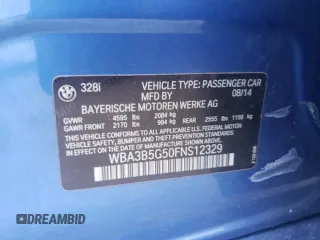 328i
VEHICLE TYPE: PASSENGER CAR
MFD BY
08/14
BAYERISCHE MOTOREN WERKE AG
GVWR 4595 lbs 2084 kg
GAWR FRONT 2170 lbs 984 kg REAR 2555 lbs 1159 kg
THIS VEHICLE CONFORMS TO ALL APPLICABLE
FEDERAL MOTOR VEHICLE SAFETY, BUMPER,
AND THEFT PREVENTION STANDARDS IN EFFECT
ON THE DATE OF MANUFACTURE SHOWN ABOVE.
WBA3B5G50FNS12329
DREAMBID
DREAMBID